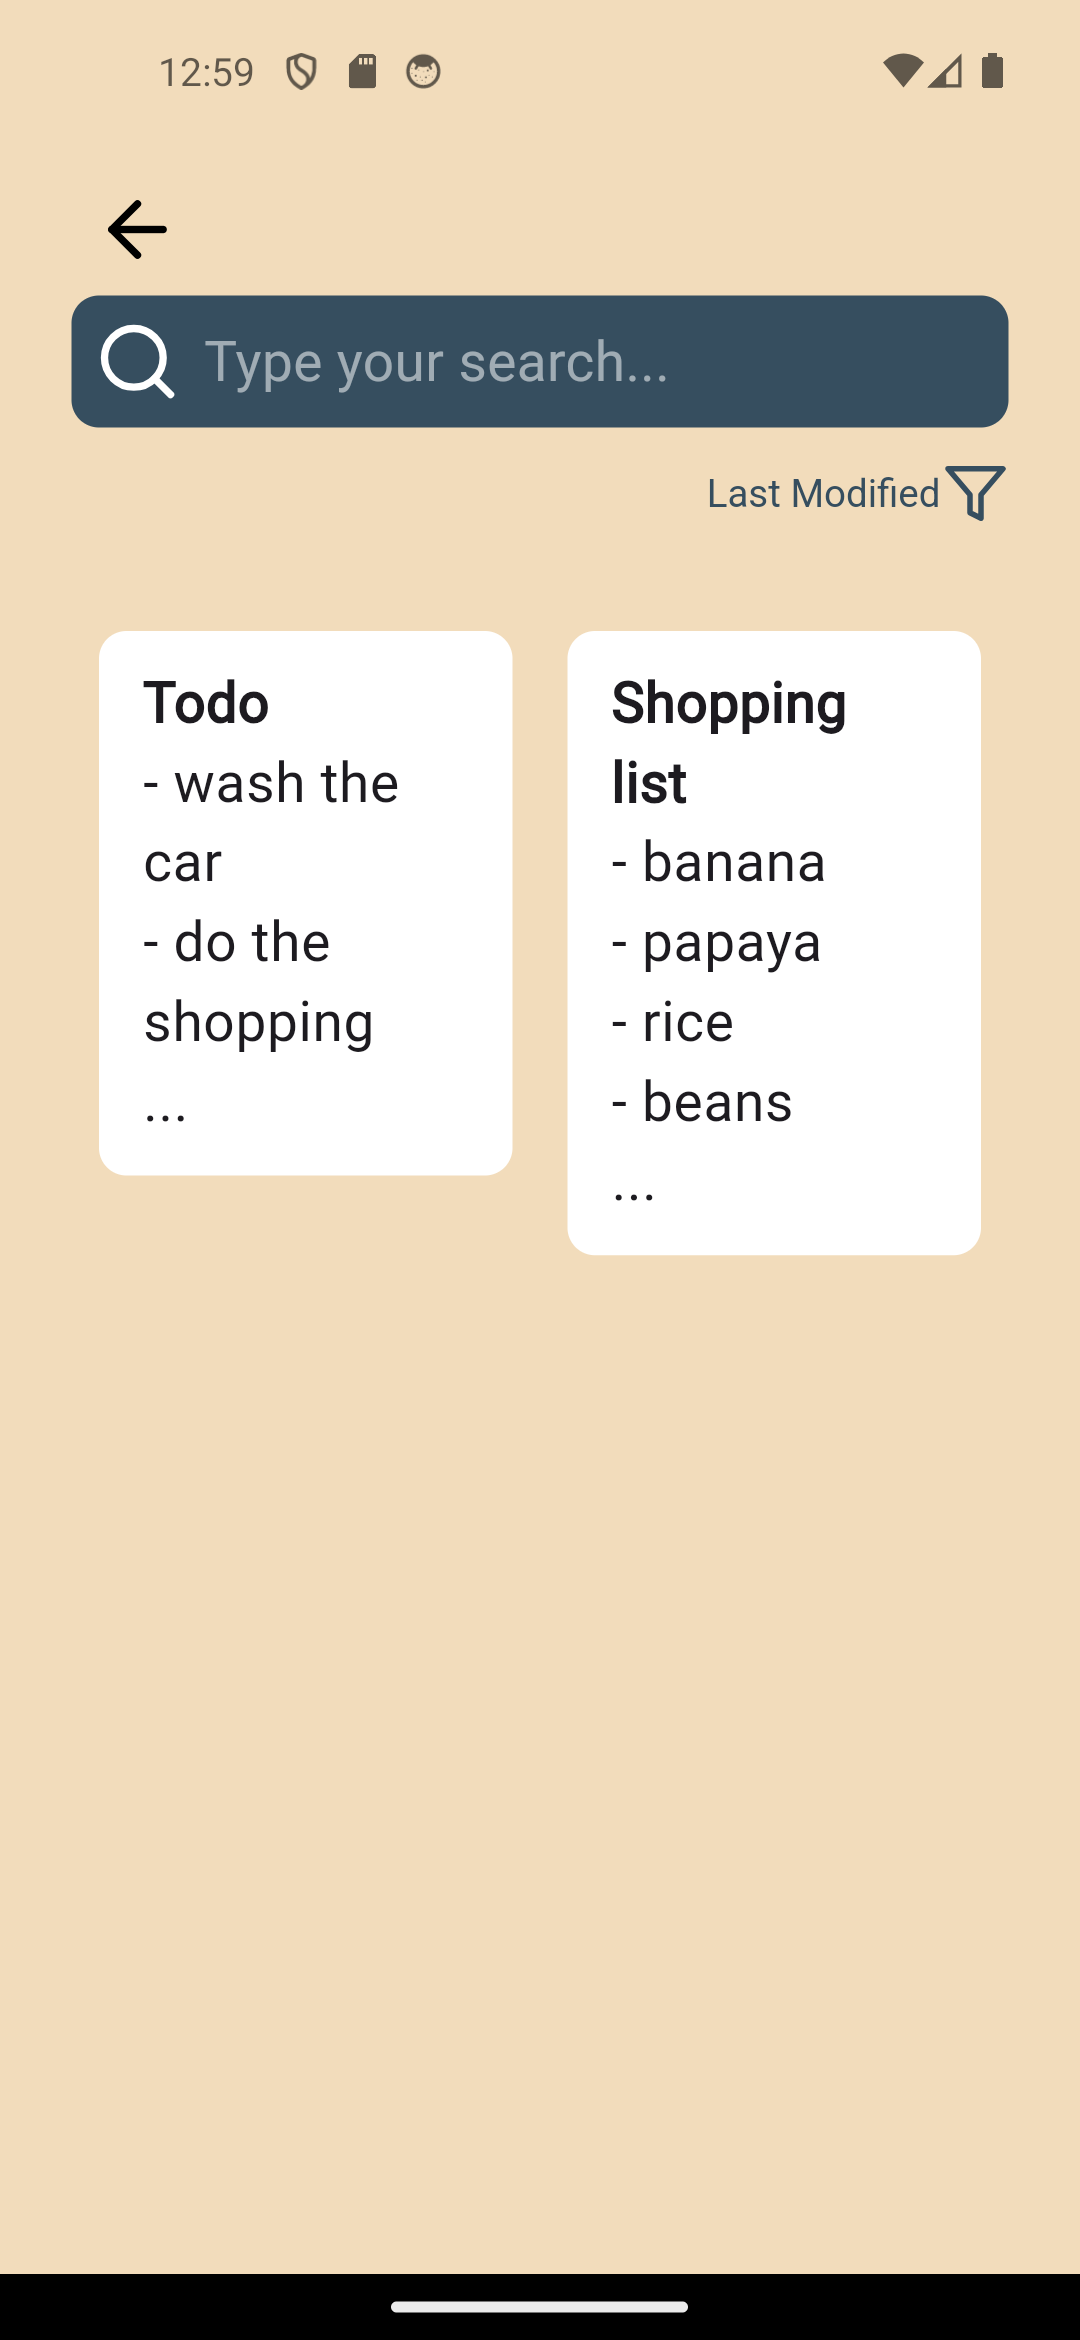 12:59
Type your search...
Last Modified
Todo
- wash the
car
- do the
shopping
...
Shopping
list
- banana
- papaya
- rice
- beans
...